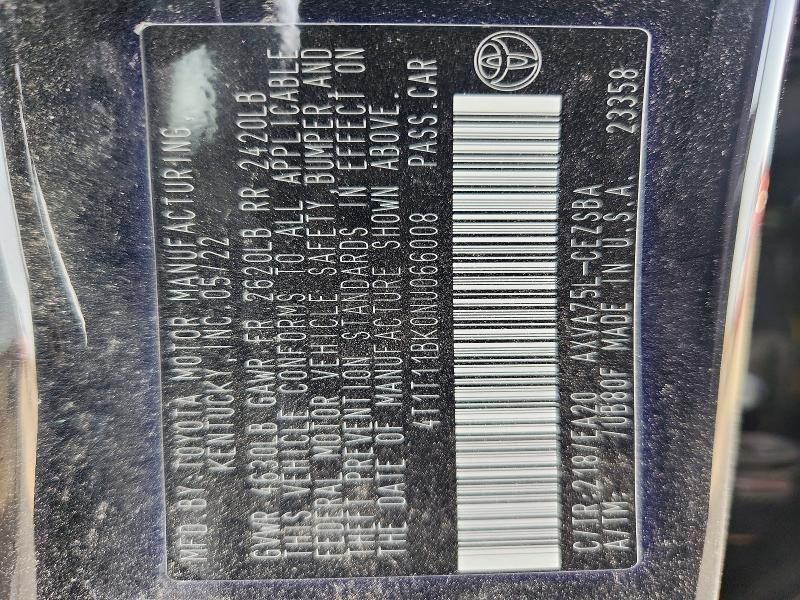 MFD BY:TOYOTA MOTOR MANUFACTURING,
KENTUCKY, INC. 05/22
GVWR 4630LB GAWR FR 2620LB RR 2420LB
THIS VEHICLE CONFORMS TO ALL APPLICABLE
FEDERAL MOTOR VEHICLE SAFETY, BUMPER AND
THEFT PREVENTION STANDARDS IN EFFECT ON
THE DATE OF MANUFACTURE SHOWN ABOVE.
4T1T11BK0NU066008 PASS.CAR
C/TR:218/FA20 AXVA75L-CEZSBA
A/TM: /UB80F MADE IN U.S.A. 23358